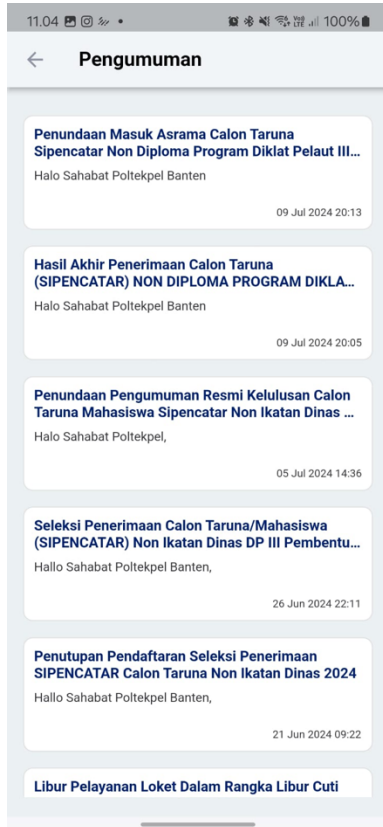 11.04
100%
Pengumuman
Penundaan Masuk Asrama Calon Taruna
Sipencatar Non Diploma Program Diklat Pelaut III...
Halo Sahabat Poltekpel Banten
09 Jul 2024 20:13
Hasil Akhir Penerimaan Calon Taruna
(SIPENCATAR) NON DIPLOMA PROGRAM DIKLA...
Halo Sahabat Poltekpel Banten
09 Jul 2024 20:05
Penundaan Pengumuman Resmi Kelulusan Calon
Taruna Mahasiswa Sipencatar Non Ikatan Dinas ...
Halo Sahabat Poltekpel,
05 Jul 2024 14:36
Seleksi Penerimaan Calon Taruna/Mahasiswa
(SIPENCATAR) Non Ikatan Dinas DP III Pembentu...
Hallo Sahabat Poltekpel Banten,
26 Jun 2024 22:11
Penutupan Pendaftaran Seleksi Penerimaan
SIPENCATAR Calon Taruna Non Ikatan Dinas 2024
Hallo Sahabat Poltekpel Banten,
21 Jun 2024 09:22
Libur Pelayanan Loket Dalam Rangka Libur Cuti